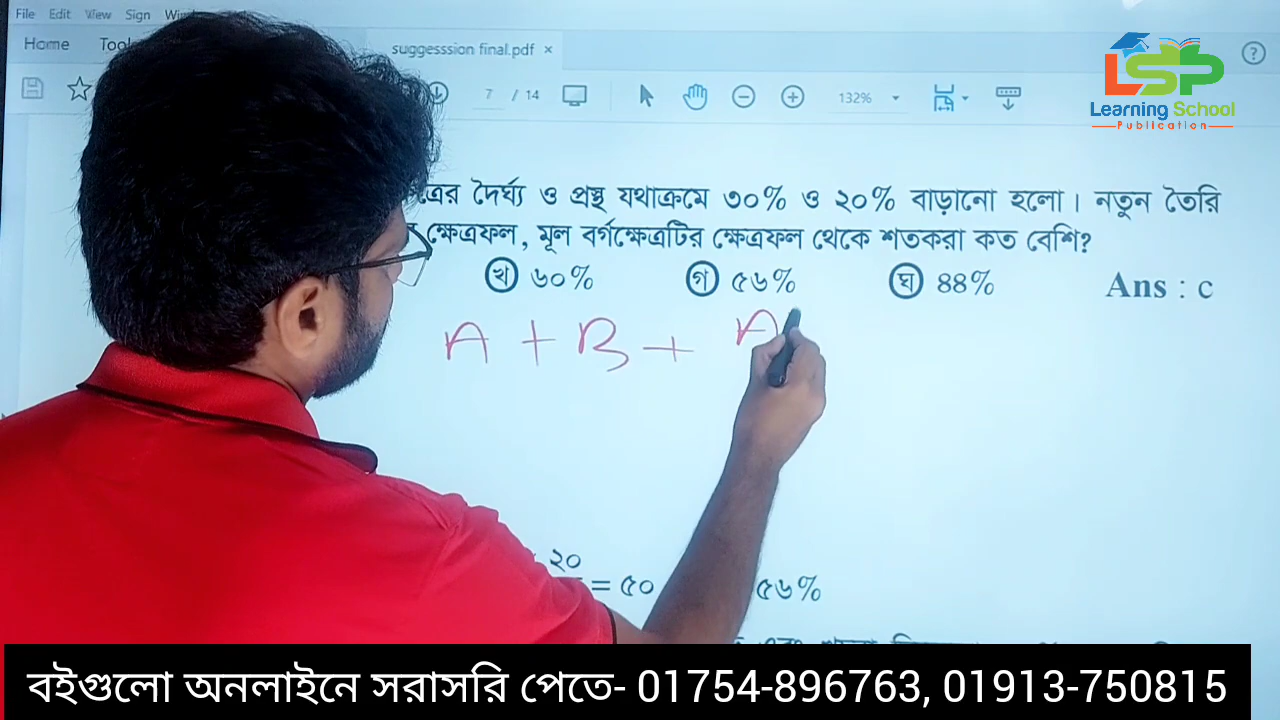 File Edit View Sign
Home
suggesssion final.pdf ×
7 / 14
132%
?
LSP
Learning School
Publication
দৈর্ঘ্য ও প্রস্থ যথাক্রমে ৩০% ও ২০% বাড়ানো হলো। নতুন তৈরি
ক্ষেত্রফল, মূল বর্গক্ষেত্রটির ক্ষেত্রফল থেকে শতকরা কত বেশি?
খ ৬০% গ ৫৬% ঘ ৪৪% Ans : c
A + B + A
২০
= ৫০
৫৬%
বইগুলো অনলাইনে সরাসরি পেতে- 01754-896763, 01913-750815